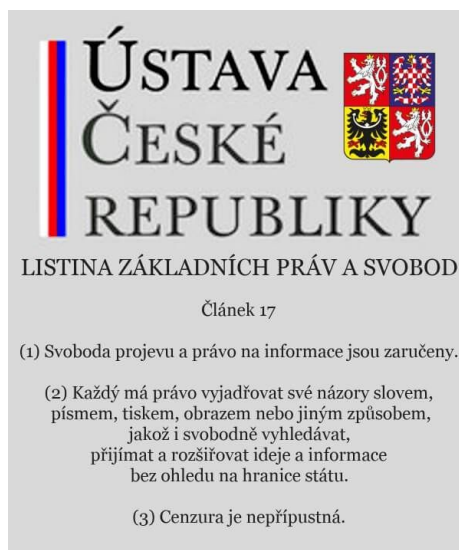 ÚSTAVA
ČESKÉ
REPUBLIKY
LISTINA ZÁKLADNÍCH PRÁV A SVOBOD
Článek 17
(1) Svoboda projevu a právo na informace jsou zaručeny.
(2) Každý má právo vyjadřovat své názory slovem,
písmem, tiskem, obrazem nebo jiným způsobem,
jakož i svobodně vyhledávat,
přijímat a rozšiřovat ideje a informace
bez ohledu na hranice státu.
(3) Cenzura je nepřípustná.